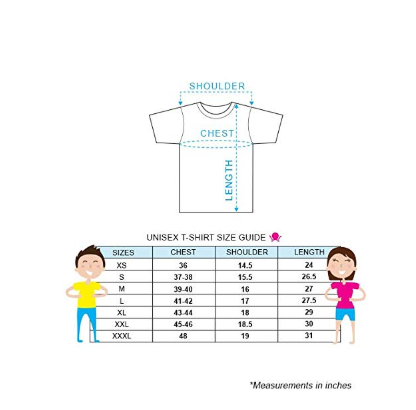 SHOULDER
CHEST
LENGTH
UNISEX T-SHIRT SIZE GUIDE
SIZES CHEST SHOULDER LENGTH
XS 36 14.5 24
S 37-38 15.5 26.5
M 39-40 16 27
L 41-42 17 27.5
XL 43-44 18 29
XXL 45-46 18.5 30
XXXL 48 19 31
*Measurements in inches